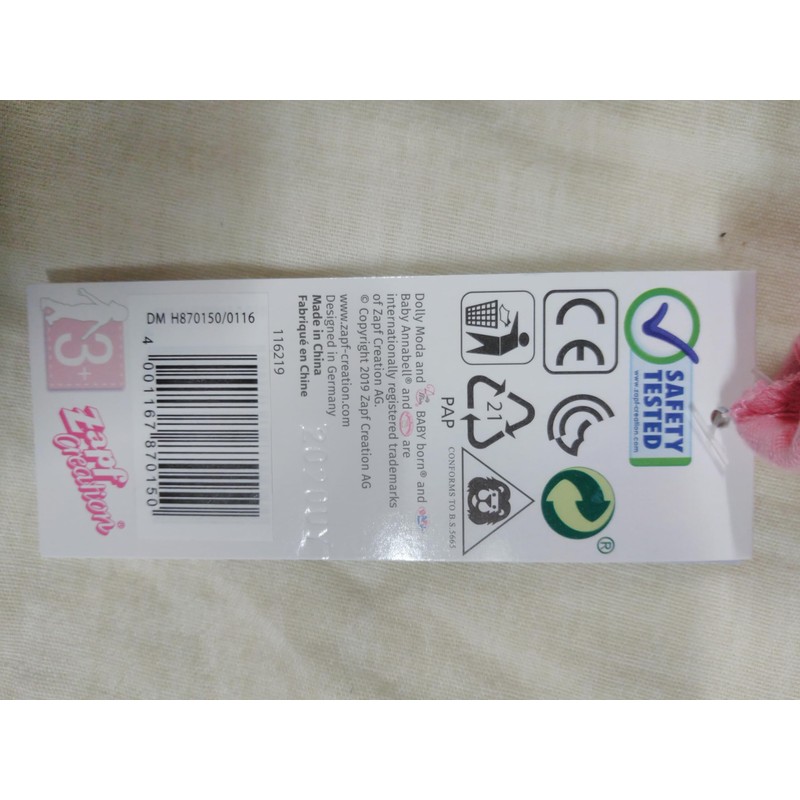 SAFETY
TESTED
www.zapf-creation.com
CE
®
21
PAP
CONFORMS TO B.S.5665
Dolly Moda and BABY born® and
Baby Annabell® and are
internationally registered trademarks
of Zapf Creation AG.
© Copyright 2019 Zapf Creation AG
www.zapf-creation.com
Designed in Germany
Made in China
Fabriqué en Chine
116219
DM H870150/0116
4 001167 870150
3+
Zapf
Creation®